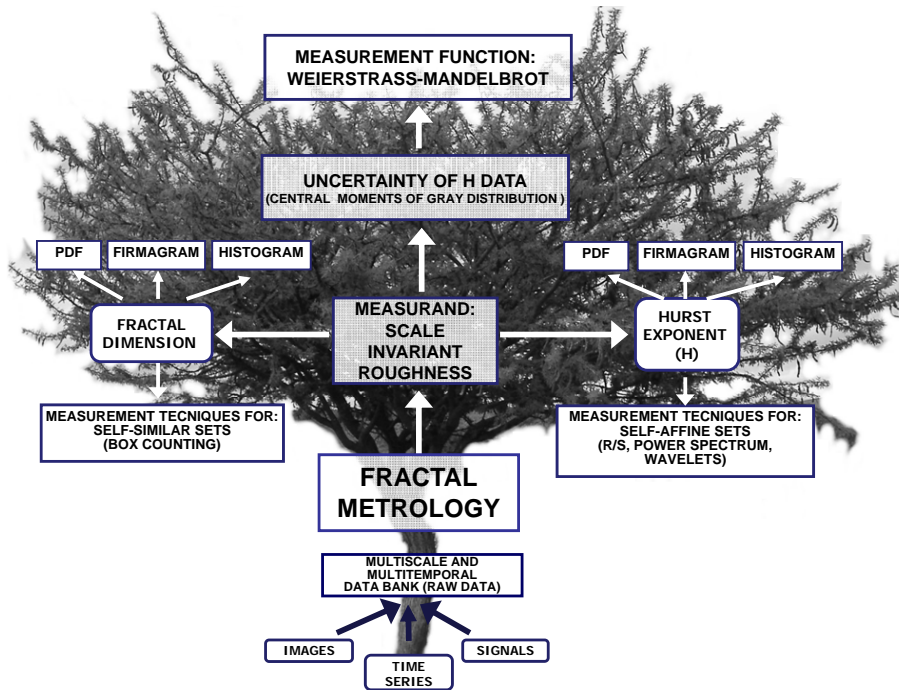 MEASUREMENT FUNCTION:
WEIERSTRASS-MANDELBROT
UNCERTAINTY OF H DATA
(CENTRAL MOMENTS OF GRAY DISTRIBUTION)
PDF
FIRMAGRAM
HISTOGRAM
PDF
FIRMAGRAM
HISTOGRAM
FRACTAL
DIMENSION
MEASURAND:
SCALE
INVARIANT
ROUGHNESS
HURST
EXPONENT
(H)
MEASUREMENT TECNIQUES FOR:
SELF-SIMILAR SETS
(BOX COUNTING)
MEASUREMENT TECNIQUES FOR:
SELF-AFFINE SETS
(R/S, POWER SPECTRUM,
WAVELETS)
FRACTAL
METROLOGY
MULTISCALE AND
MULTITEMPORAL
DATA BANK (RAW DATA)
IMAGES
TIME
SERIES
SIGNALS